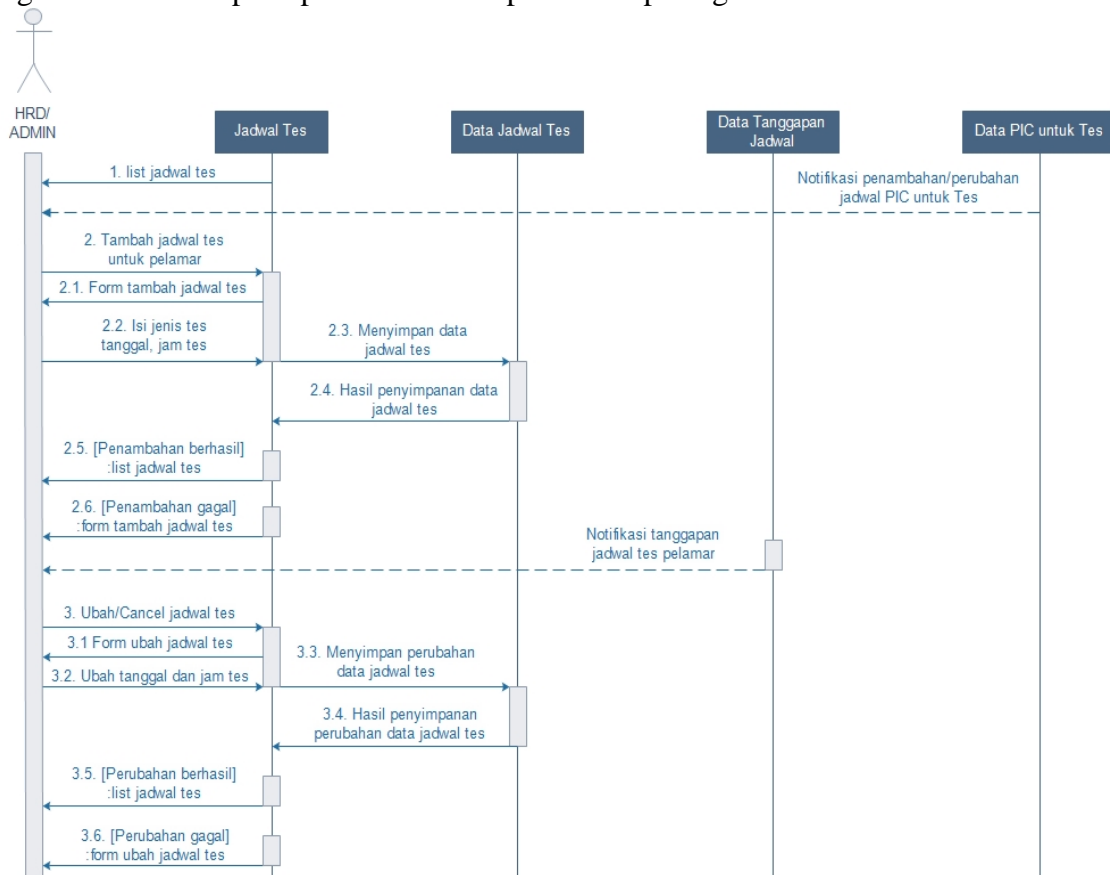 HRD/
ADMIN
Jadwal Tes
Data Jadwal Tes
Data Tanggapan
Jadwal
Data PIC untuk Tes
1. list jadwal tes
Notifikasi penambahan/perubahan
jadwal PIC untuk Tes
2. Tambah jadwal tes
untuk pelamar
2.1. Form tambah jadwal tes
2.2. Isi jenis tes
tanggal, jam tes
2.3. Menyimpan data
jadwal tes
2.4. Hasil penyimpanan data
jadwal tes
2.5. [Penambahan berhasil]
:list jadwal tes
2.6. [Penambahan gagal]
:form tambah jadwal tes
Notifikasi tanggapan
jadwal tes pelamar
3. Ubah/Cancel jadwal tes
3.1 Form ubah jadwal tes
3.2. Ubah tanggal dan jam tes
3.3. Menyimpan perubahan
data jadwal tes
3.4. Hasil penyimpanan
perubahan data jadwal tes
3.5. [Perubahan berhasil]
:list jadwal tes
3.6. [Perubahan gagal]
:form ubah jadwal tes